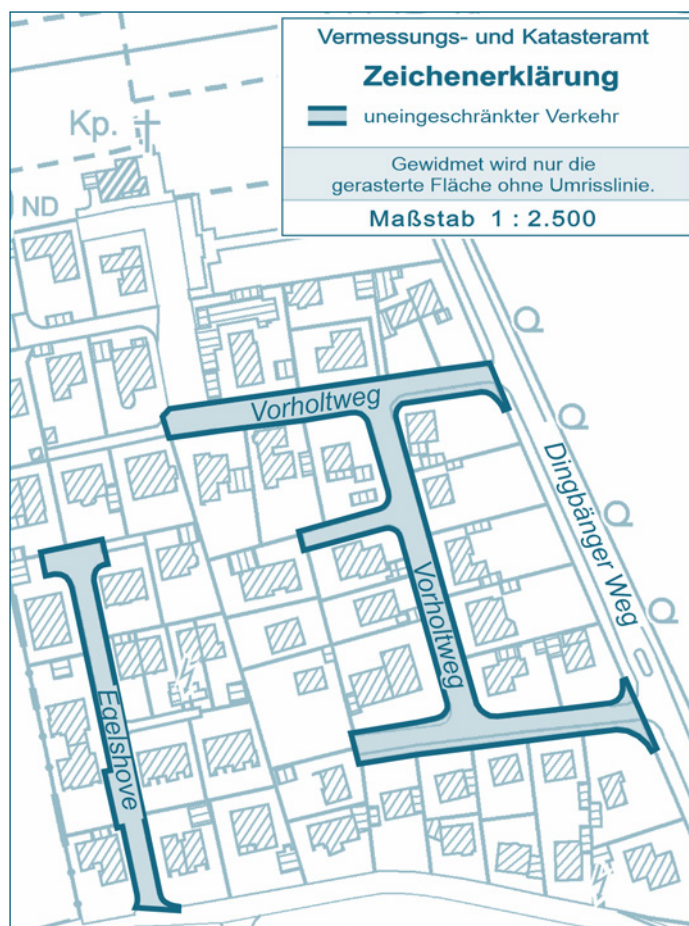 Vermessungs- und Katasteramt
Zeichenerklärung
uneingeschränkter Verkehr
Gewidmet wird nur die
gerasterte Fläche ohne Umrisslinie.
Maßstab 1 : 2.500
Kp.
ND
Vorholtweg
Dingbänger Weg
Vorholtweg
Egelshove